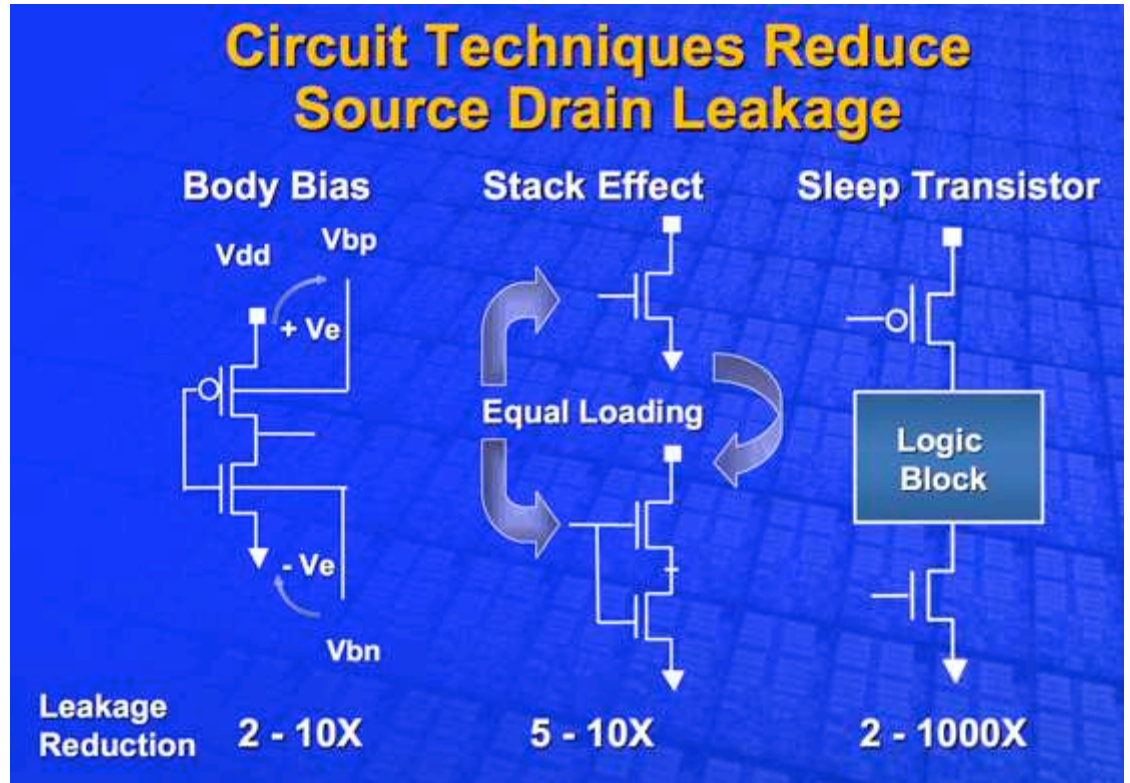 Circuit Techniques Reduce
Source Drain Leakage
Body Bias
Vdd
Vbp
+ Ve
- Ve
Vbn
Stack Effect
Equal Loading
Sleep Transistor
Logic
Block
Leakage
Reduction
2 - 10X
5 - 10X
2 - 1000X